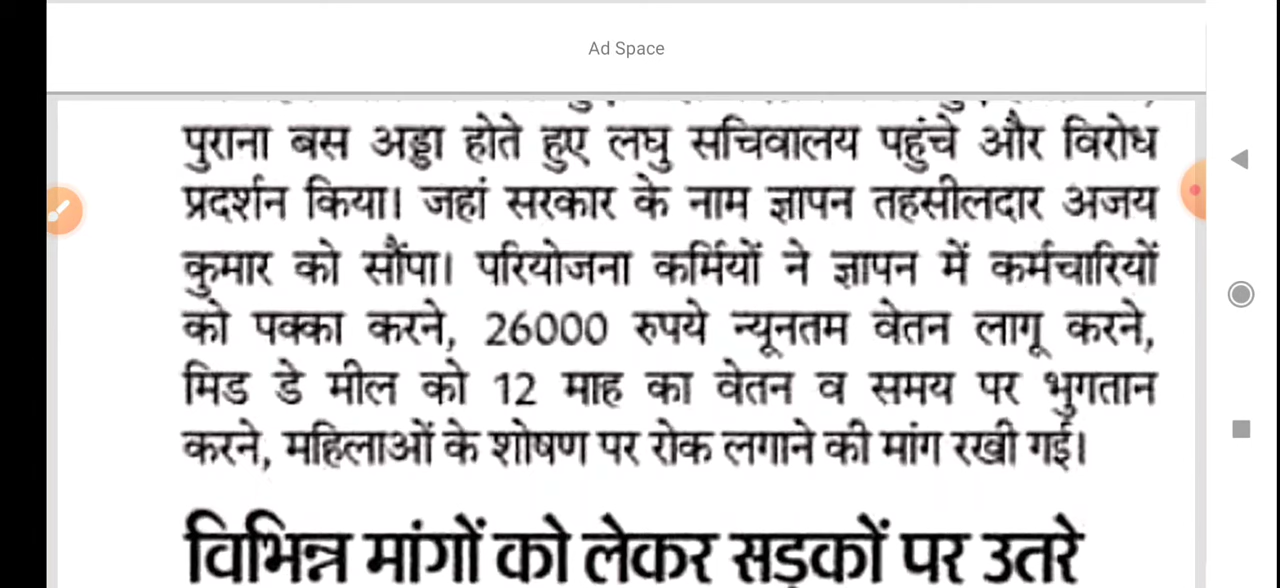 Ad Space
पुराना बस अड्डा होते हुए लघु सचिवालय पहुंचे और विरोध
प्रदर्शन किया। जहां सरकार के नाम ज्ञापन तहसीलदार अजय
कुमार को सौंपा। परियोजना कर्मियों ने ज्ञापन में कर्मचारियों
को पक्का करने, 26000 रुपये न्यूनतम वेतन लागू करने,
मिड डे मील को 12 माह का वेतन व समय पर भुगतान
करने, महिलाओं के शोषण पर रोक लगाने की मांग रखी गई।
विभिन्न मांगों को लेकर सड़कों पर उतरे